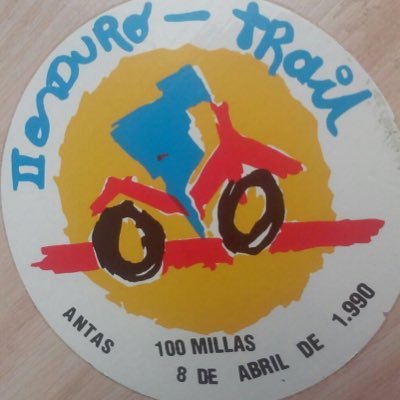 II ENDURO - TRAIL
ANTAS 100 MILLAS
8 DE ABRIL DE 1.990